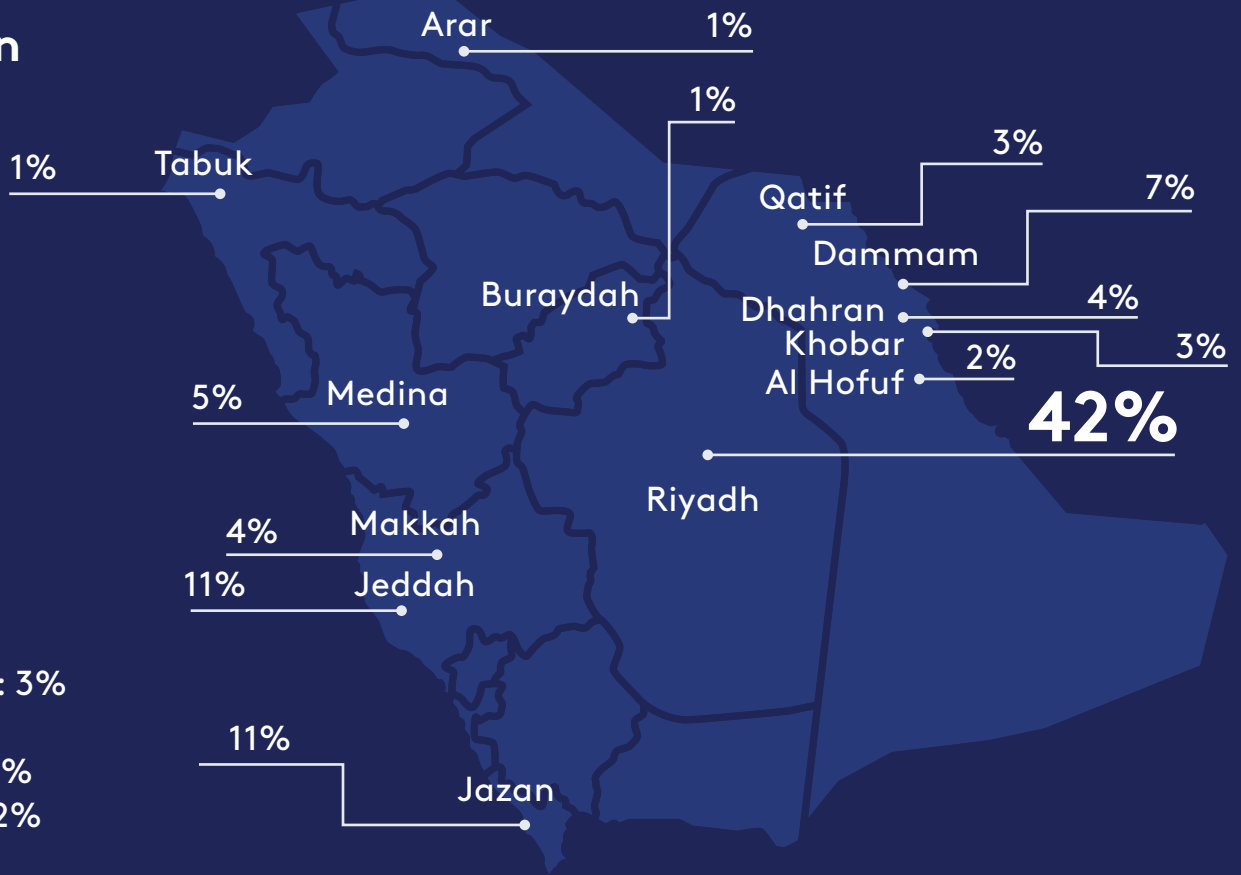 n
Arar 1%
1%
1% Tabuk
3%
Qatif
7%
Dammam
Buraydah
Dhahran 4%
Khobar 3%
Al Hofuf 2%
5% Medina
42%
Riyadh
4% Makkah
11% Jeddah
: 3%
11%
%
Jazan
2%